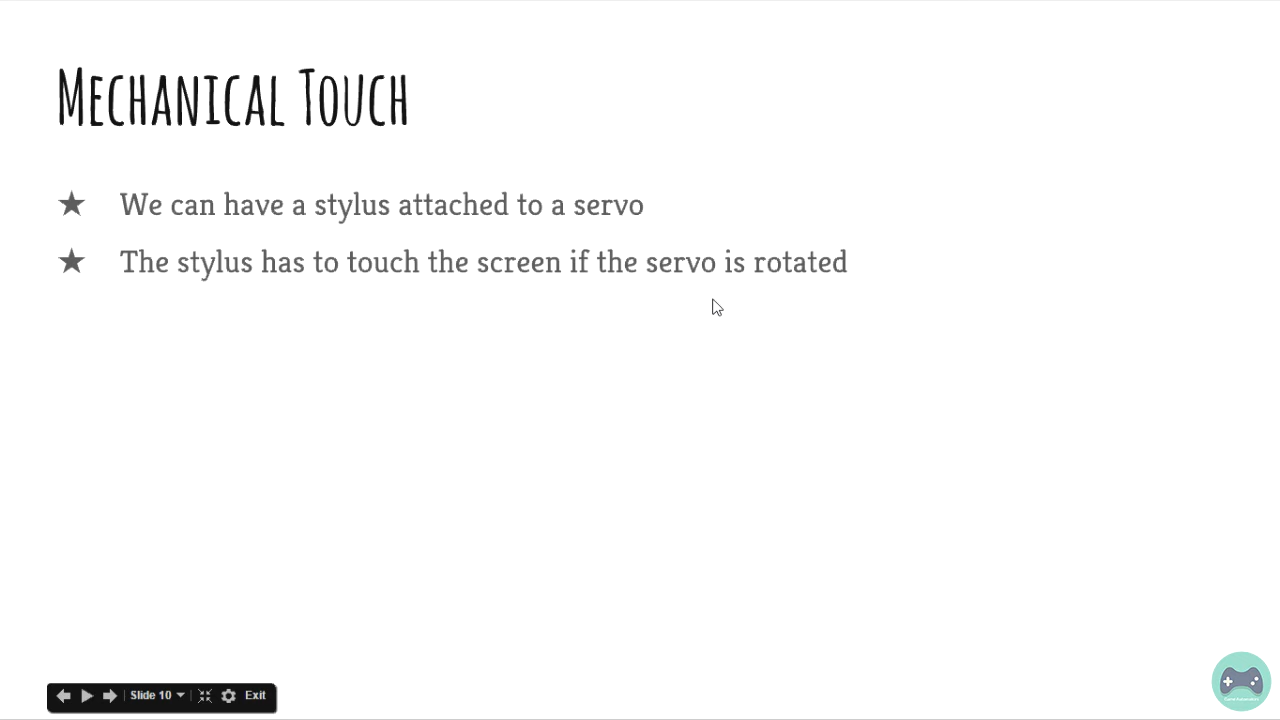 Mechanical Touch
★ We can have a stylus attached to a servo
★ The stylus has to touch the screen if the servo is rotated
Slide 10
Exit